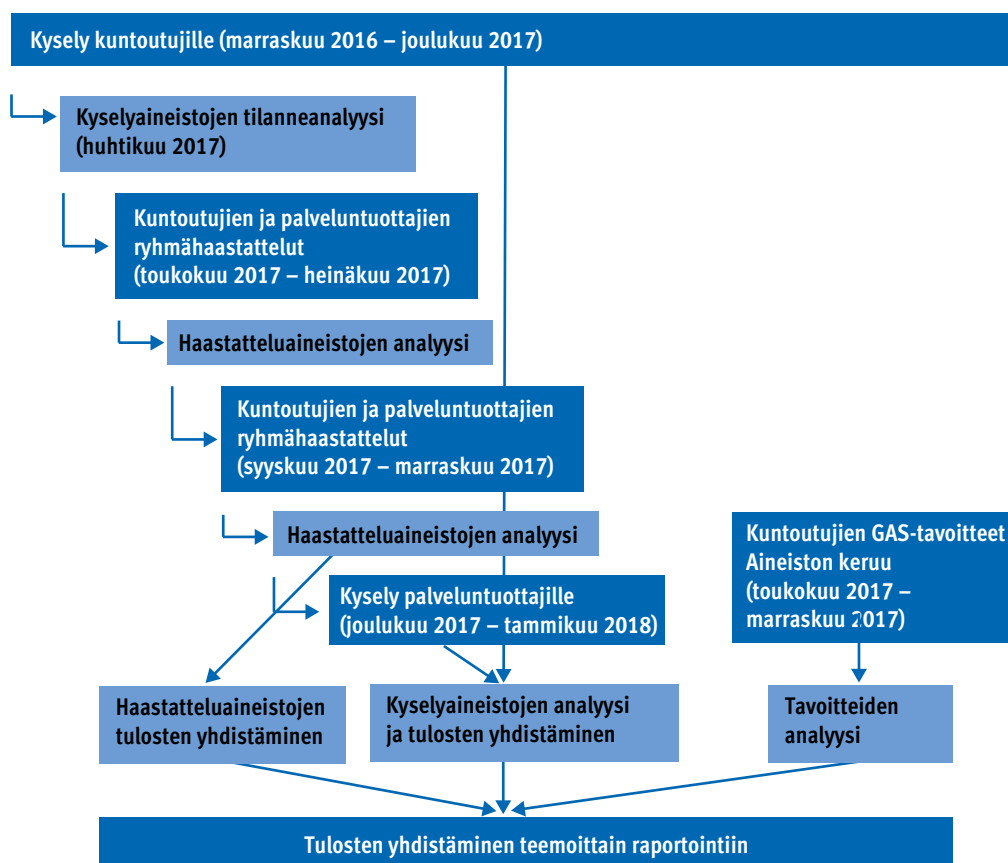 Kysely kuntoutujille (marraskuu 2016 – joulukuu 2017)
Kyselyaineistojen tilanneanalyysi
(huhtikuu 2017)
Kuntoutujien ja palveluntuottajien
ryhmähaastattelut
(toukokuu 2017 – heinäkuu 2017)
Haastatteluaineistojen analyysi
Kuntoutujien ja palveluntuottajien
ryhmähaastattelut
(syyskuu 2017 – marraskuu 2017)
Haastatteluaineistojen analyysi
Kuntoutujien GAS-tavoitteet
Aineiston keruu
(toukokuu 2017 –
marraskuu 2017)
Kysely palveluntuottajille
(joulukuu 2017 – tammikuu 2018)
Haastatteluaineistojen
tulosten yhdistäminen
Kyselyaineistojen analyysi
ja tulosten yhdistäminen
Tavoitteiden
analyysi
Tulosten yhdistäminen teemoittain raportointiin